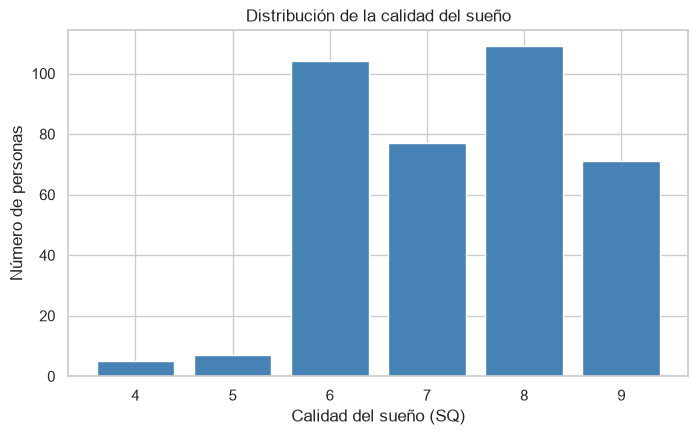 Distribución de la calidad del sueño
Número de personas
100
80
60
40
20
0
4 5 6 7 8 9
Calidad del sueño (SQ)